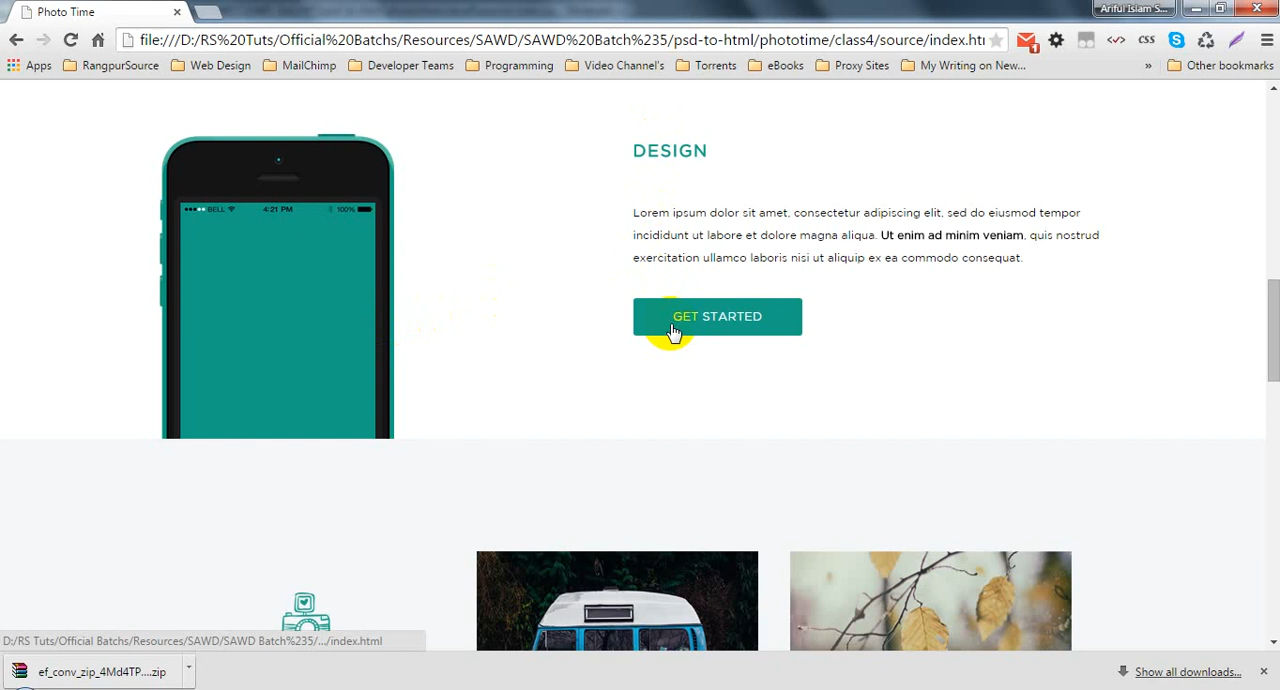 Photo Time
Ariful Islam S...
file:///D:/RS%20Tuts/Official%20Batchs/Resources/SAWD/SAWD%20Batch%235/psd-to-html/phototime/class4/source/index.ht
1
CSS
Apps RangpurSource Web Design MailChimp Developer Teams Programming Video Channel's Torrents eBooks Proxy Sites My Writing on New... » Other bookmarks
DESIGN
BELL 4:21 PM 100%
Lorem ipsum dolor sit amet, consectetur adipiscing elit, sed do eiusmod tempor
incididunt ut labore et dolore magna aliqua. Ut enim ad minim veniam, quis nostrud
exercitation ullamco laboris nisi ut aliquip ex ea commodo consequat.
GET STARTED
D:/RS Tuts/Official Batchs/Resources/SAWD/SAWD Batch%235/.../index.html
ef_conv_zip_4Md4TP....zip
Show all downloads...